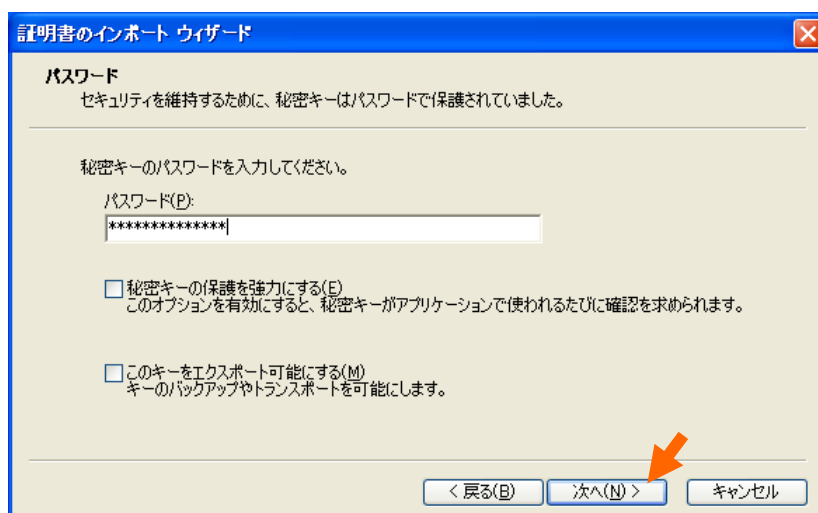 証明書のインポート ウィザード
パスワード
セキュリティを維持するために、秘密キーはパスワードで保護されていました。
秘密キーのパスワードを入力してください。
パスワード(P):
**************
秘密キーの保護を強力にする(E)
このオプションを有効にすると、秘密キーがアプリケーションで使われるたびに確認を求められます。
このキーをエクスポート可能にする(M)
キーのバックアップやトランスポートを可能にします。
< 戻る(B) 次へ(N) > キャンセル